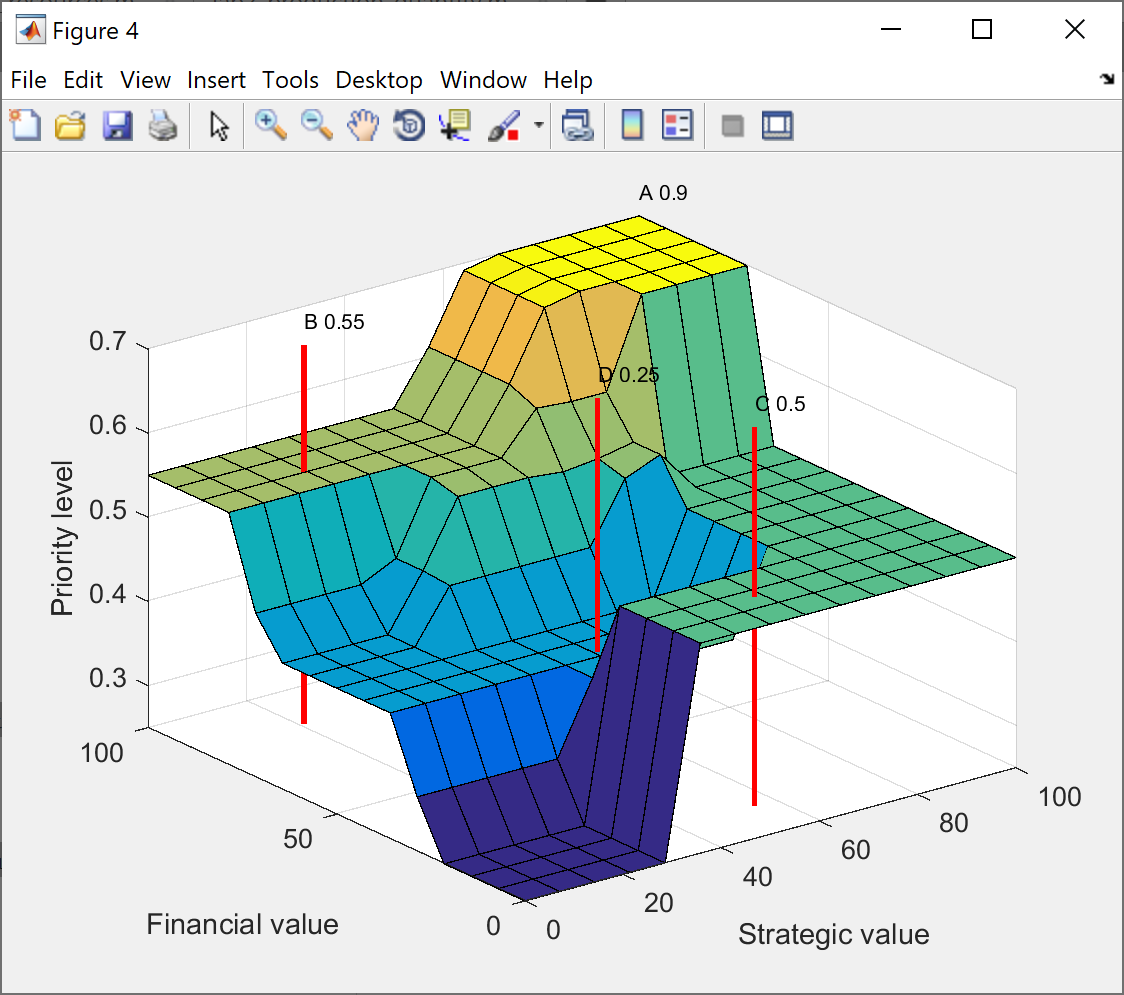 Figure 4
File Edit View Insert Tools Desktop Window Help
A 0.9
B 0.55
D 0.25
C 0.5
0.7
0.6
0.5
0.4
0.3
Priority level
100
50
0
Financial value
0
20
40
60
80
100
Strategic value